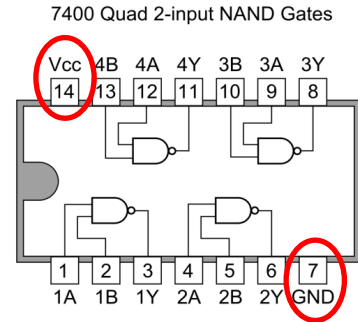 7400 Quad 2-input NAND Gates
Vcc 4B 4A 4Y 3B 3A 3Y
14 13 12 11 10 9 8
1 2 3 4 5 6 7
1A 1B 1Y 2A 2B 2Y GND